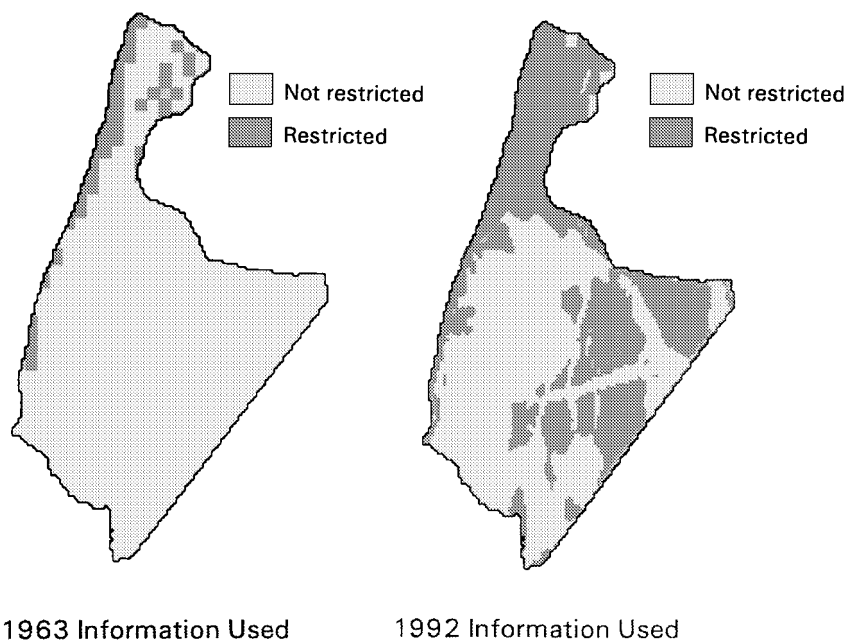 Not restricted
Restricted
Not restricted
Restricted
1963 Information Used
1992 Information Used